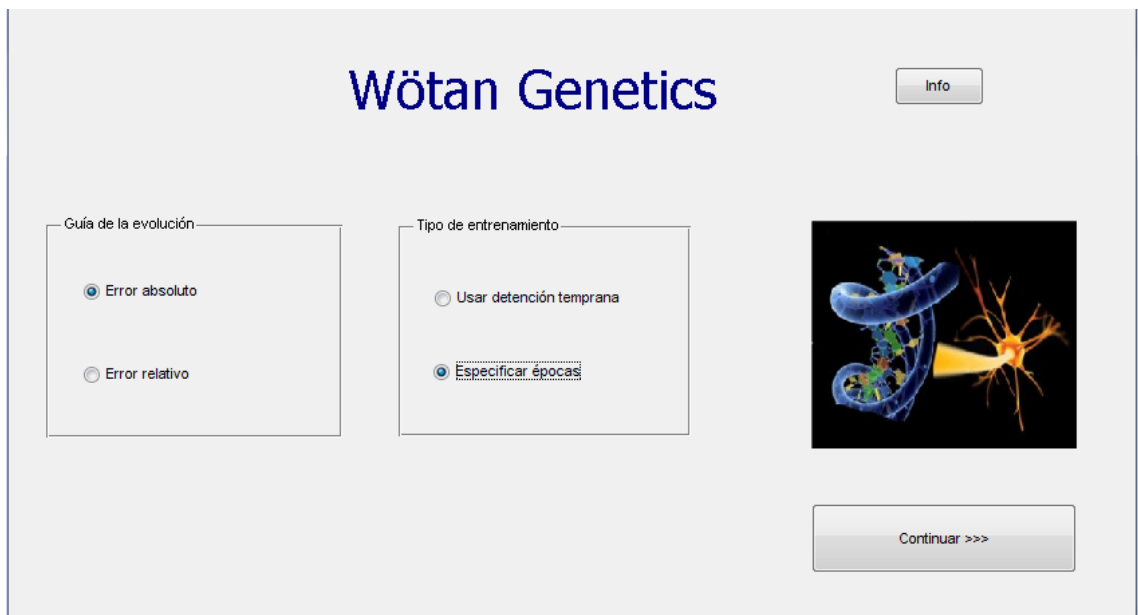 Wötan Genetics
Info
Guía de la evolución
Error absoluto
Error relativo
Tipo de entrenamiento
Usar detención temprana
Especificar épocas
Continuar >>>